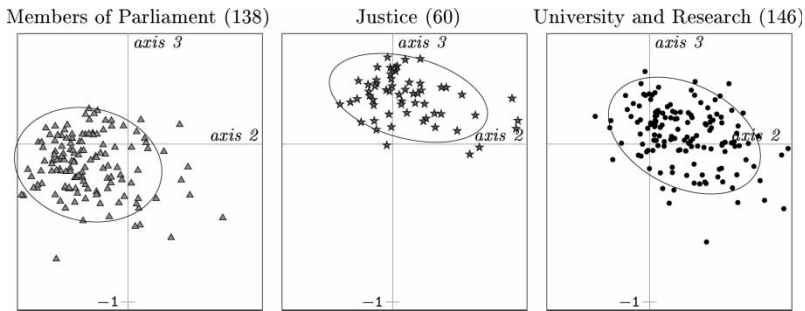 Members of Parliament (138)
axis 3
axis 2
−1
Justice (60)
axis 3
axis 2
−1
University and Research (146)
axis 3
axis 2
−1